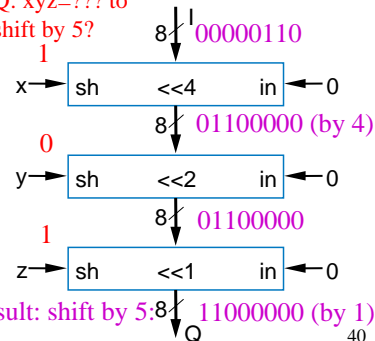 Q: xyz=??? to
shift by 5?
I
8 00000110
1
x sh <<4 in 0
8 01100000 (by 4)
0
y sh <<2 in 0
8 01100000
1
z sh <<1 in 0
sult: shift by 5: 8 11000000 (by 1)
Q
40